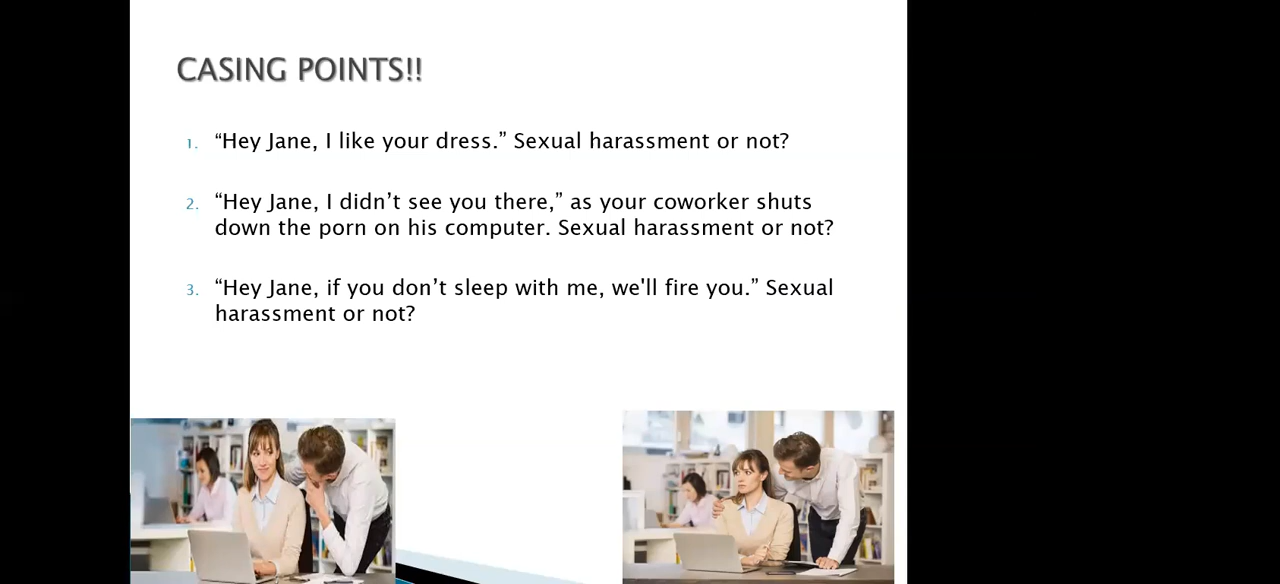 CASING POINTS!!
1. “Hey Jane, I like your dress.” Sexual harassment or not?
2. “Hey Jane, I didn’t see you there,” as your coworker shuts
down the porn on his computer. Sexual harassment or not?
3. “Hey Jane, if you don’t sleep with me, we'll fire you.” Sexual
harassment or not?